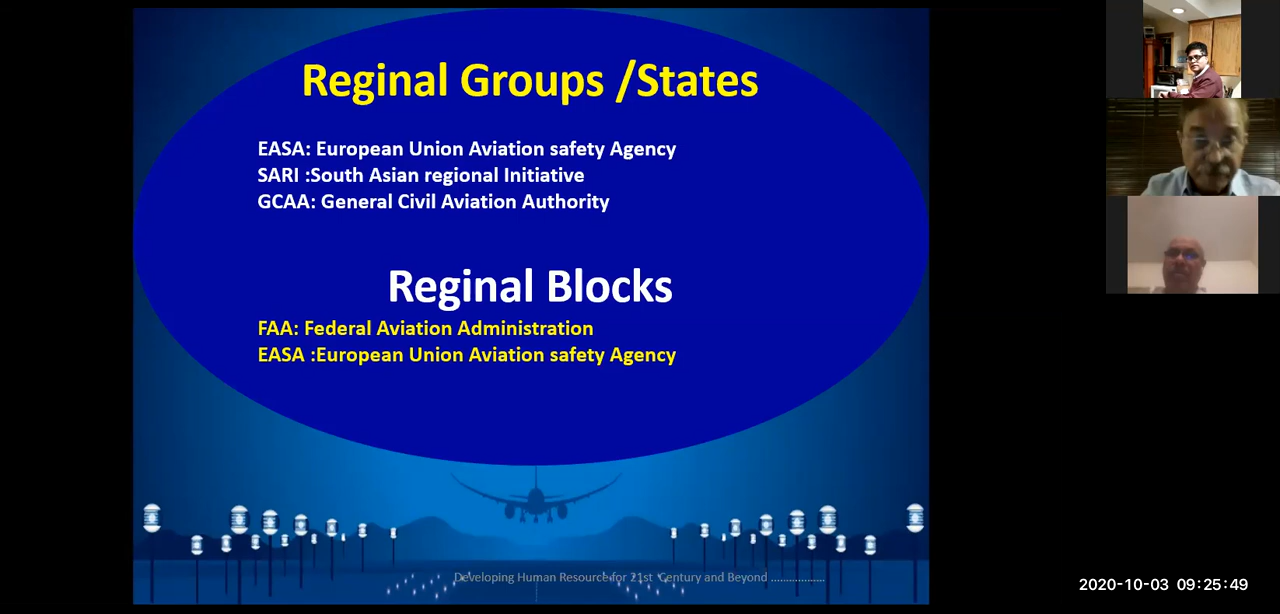 Reginal Groups /States
EASA: European Union Aviation safety Agency
SARI :South Asian regional Initiative
GCAA: General Civil Aviation Authority
Reginal Blocks
FAA: Federal Aviation Administration
EASA :European Union Aviation safety Agency
Developing Human Resource for 21st Century and Beyond ...................
2020-10-03 09:25:49